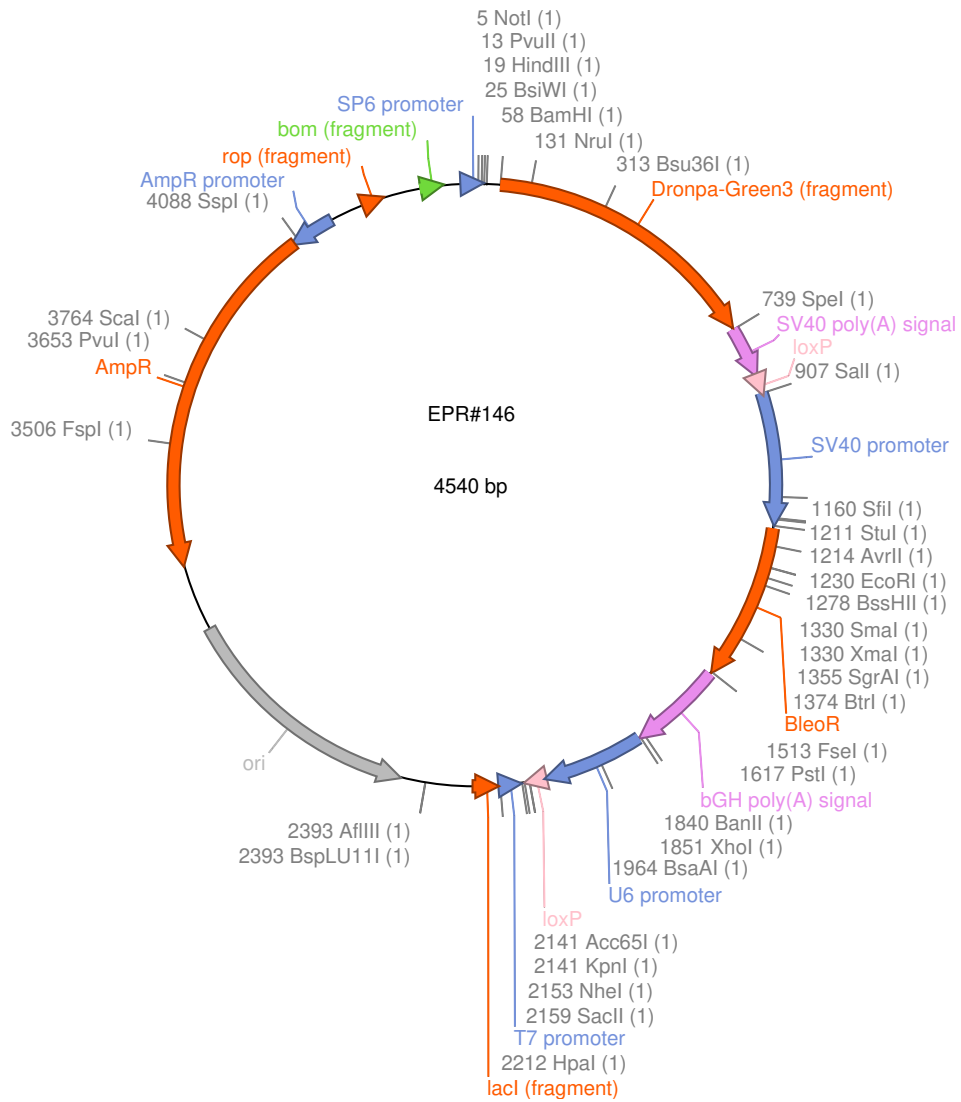 5 NotI (1)
13 PvuII (1)
19 HindIII (1)
25 BsiWI (1)
58 BamHI (1)
131 NruI (1)
313 Bsu36I (1)
Dronpa-Green3 (fragment)
739 SpeI (1)
SV40 poly(A) signal
loxP
907 SalI (1)
SV40 promoter
1160 SfiI (1)
1211 StuI (1)
1214 AvrII (1)
1230 EcoRI (1)
1278 BssHII (1)
1330 SmaI (1)
1330 XmaI (1)
1355 SgrAI (1)
1374 BtrI (1)
BleoR
1513 FseI (1)
1617 PstI (1)
bGH poly(A) signal
1840 BanII (1)
1851 XhoI (1)
1964 BsaAI (1)
U6 promoter
loxP
2141 Acc65I (1)
2141 KpnI (1)
2153 NheI (1)
2159 SacII (1)
T7 promoter
2212 HpaI (1)
lacI (fragment)
2393 AflIII (1)
2393 BspLU11I (1)
ori
3506 FspI (1)
AmpR
3653 PvuI (1)
3764 ScaI (1)
4088 SspI (1)
AmpR promoter
rop (fragment)
bom (fragment)
SP6 promoter
EPR#146
4540 bp